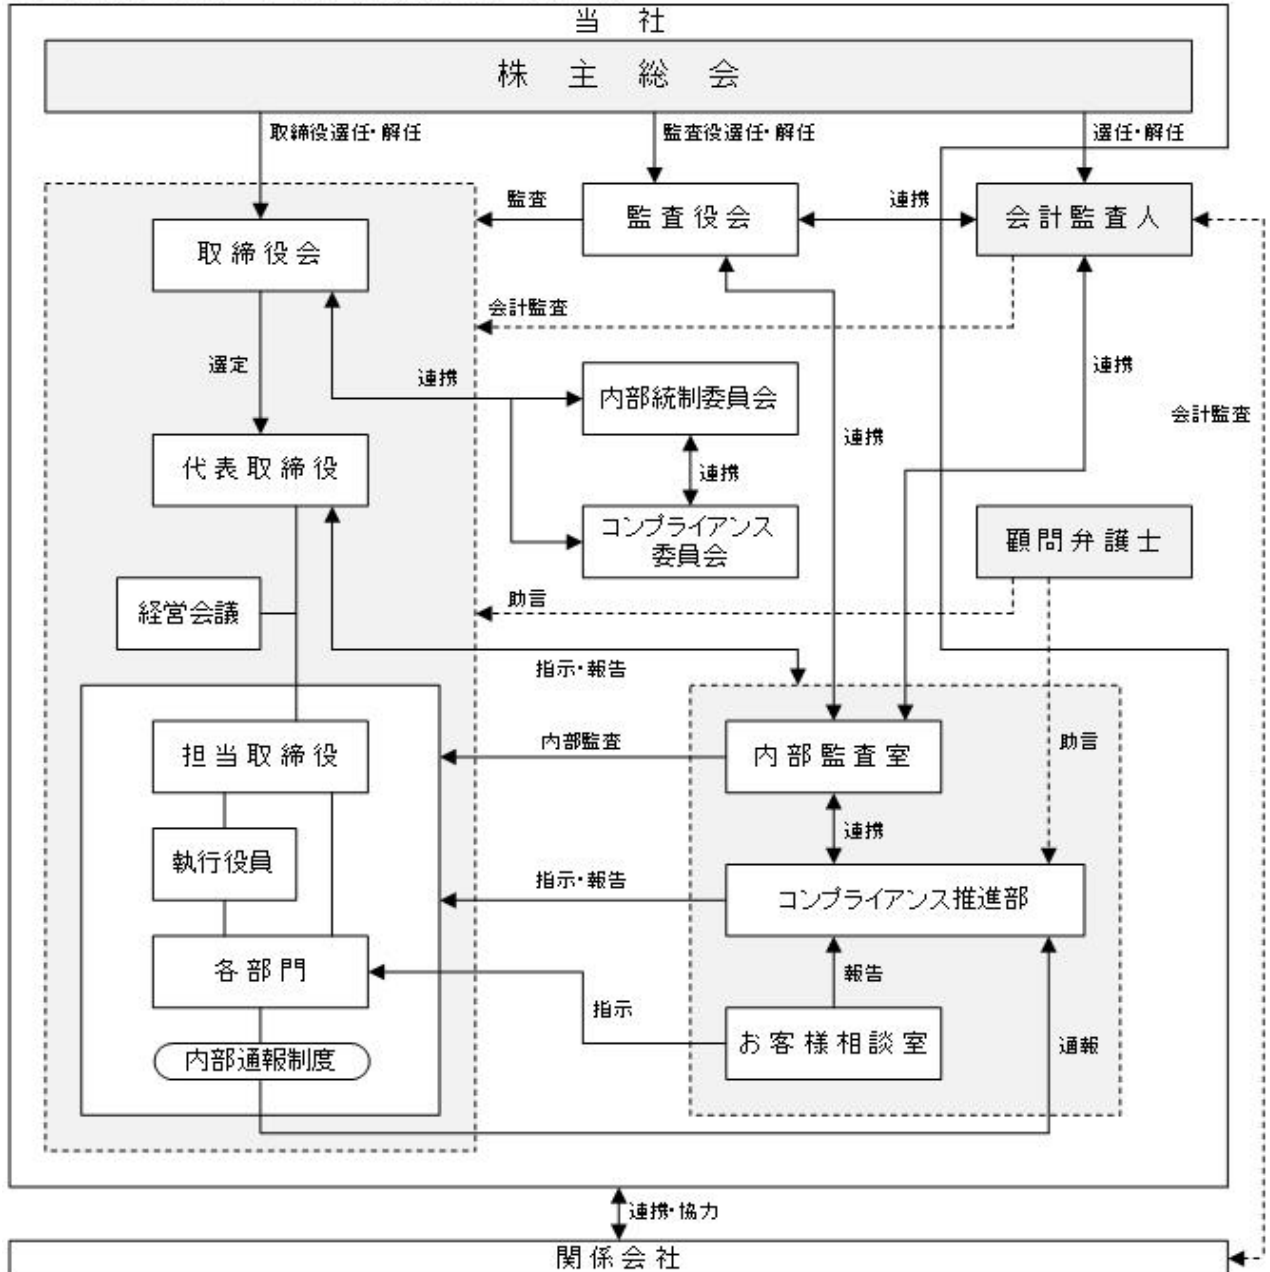 当 社
株 主 総 会
取締役選任・解任
監査役選任・解任
選任・解任
監査
監査役会
連携
会計監査人
取締役会
会計監査
選定
連携
内部統制委員会
連携
会計監査
連携
代表取締役
連携
コンプライアンス
委員会
顧問弁護士
経営会議
助言
指示・報告
担当取締役
内部監査
内部監査室
助言
執行役員
連携
指示・報告
コンプライアンス推進部
各部門
報告
指示
お客様相談室
通報
内部通報制度
連携・協力
関係会社